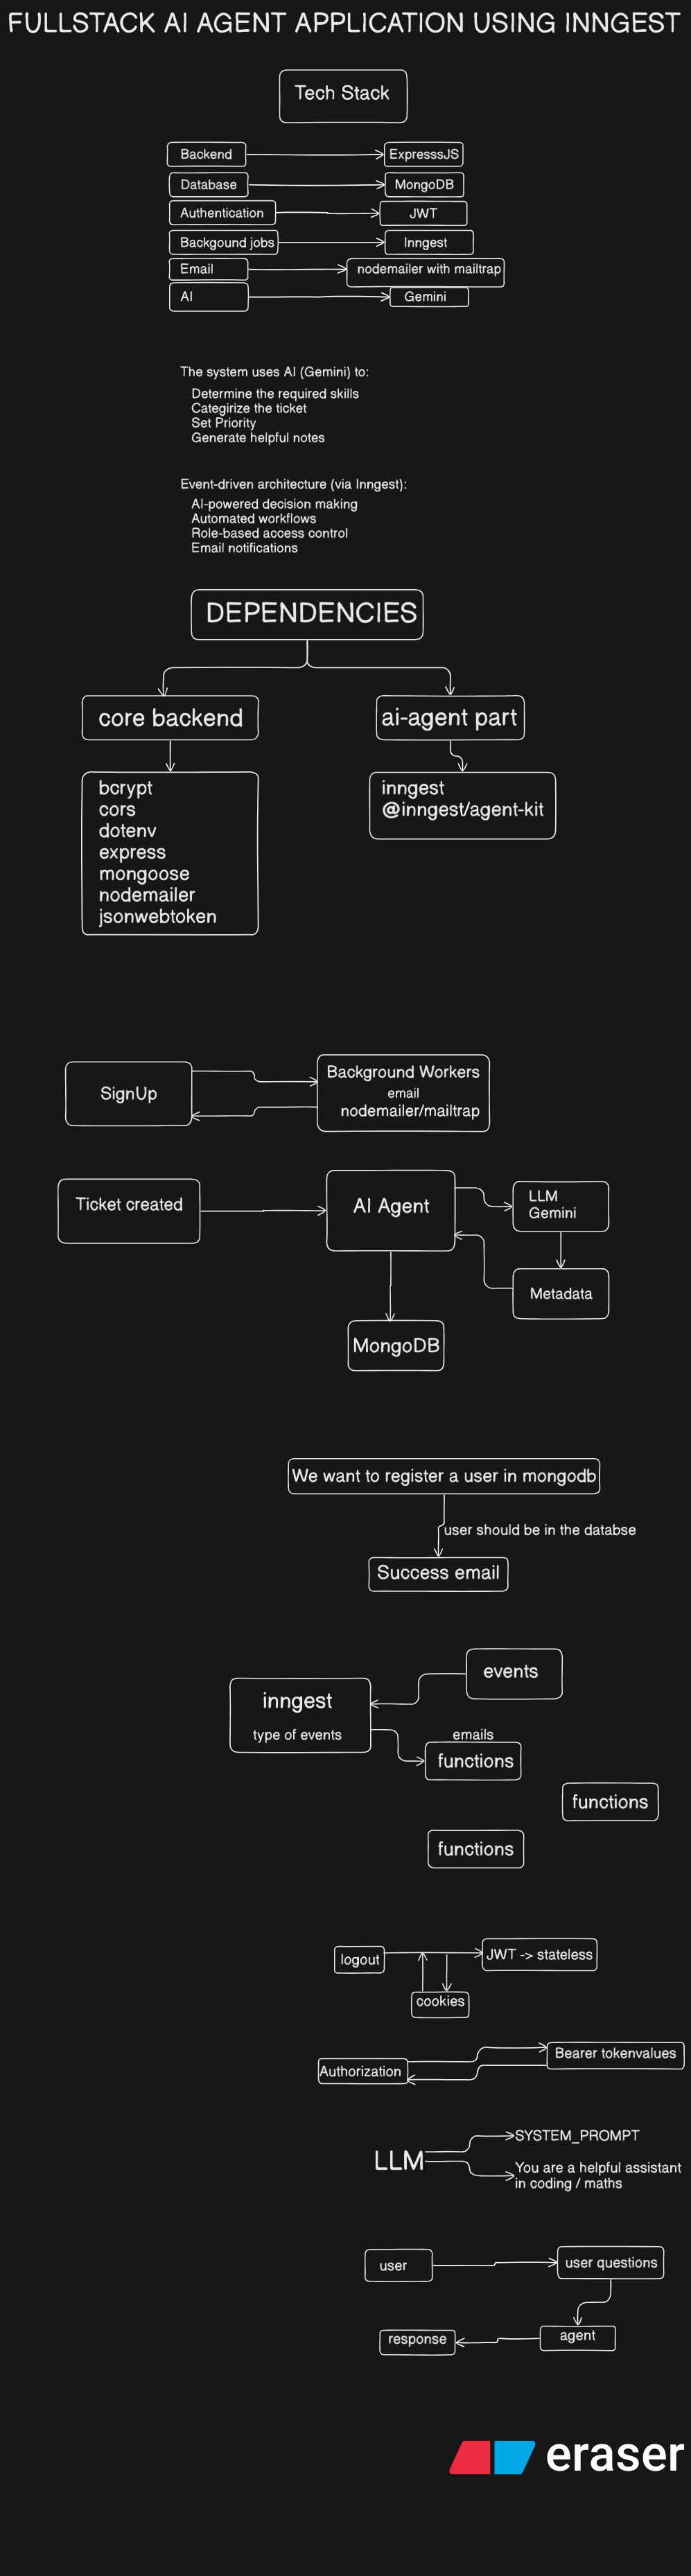 FULLSTACK AI AGENT APPLICATION USING INNGEST
Tech Stack
Backend
ExpresssJS
Database
MongoDB
Authentication
JWT
Backgound jobs
Inngest
Email
nodemailer with mailtrap
AI
Gemini
The system uses AI (Gemini) to:
Determine the required skills
Categirize the ticket
Set Priority
Generate helpful notes
Event-driven architecture (via Inngest):
AI-powered decision making
Automated workflows
Role-based access control
Email notifications
DEPENDENCIES
core backend
ai-agent part
bcrypt
cors
dotenv
express
mongoose
nodemailer
jsonwebtoken
inngest
@inngest/agent-kit
SignUp
Background Workers
email
nodemailer/mailtrap
Ticket created
AI Agent
LLM
Gemini
Metadata
MongoDB
We want to register a user in mongodb
user should be in the databse
Success email
events
inngest
type of events
emails
functions
functions
functions
logout
JWT -> stateless
cookies
Authorization
Bearer tokenvalues
LLM
SYSTEM_PROMPT
You are a helpful assistant
in coding / maths
user
user questions
agent
response
eraser